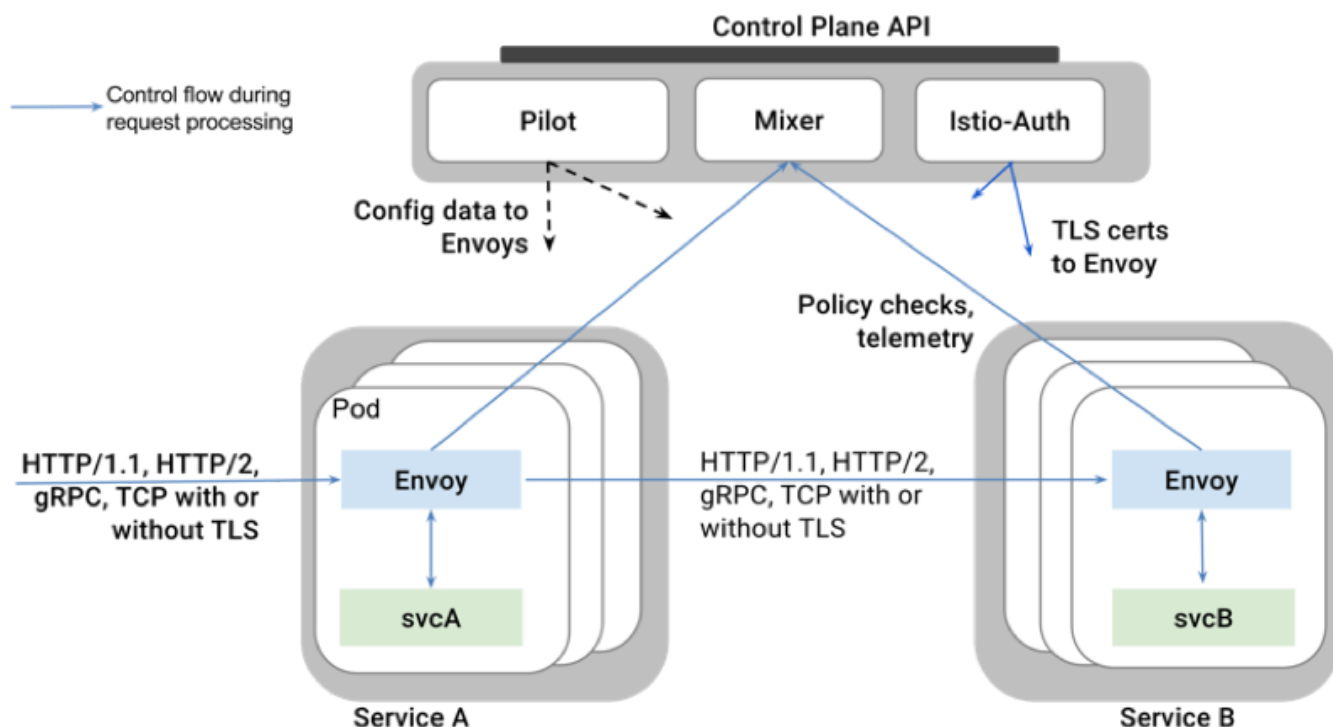 Control Plane API
Control flow during
request processing
Pilot
Mixer
Istio-Auth
Config data to
Envoys
TLS certs
to Envoy
Policy checks,
telemetry
Pod
HTTP/1.1, HTTP/2,
gRPC, TCP with or
without TLS
Envoy
HTTP/1.1, HTTP/2,
gRPC, TCP with or
without TLS
Envoy
svcA
svcB
Service A
Service B